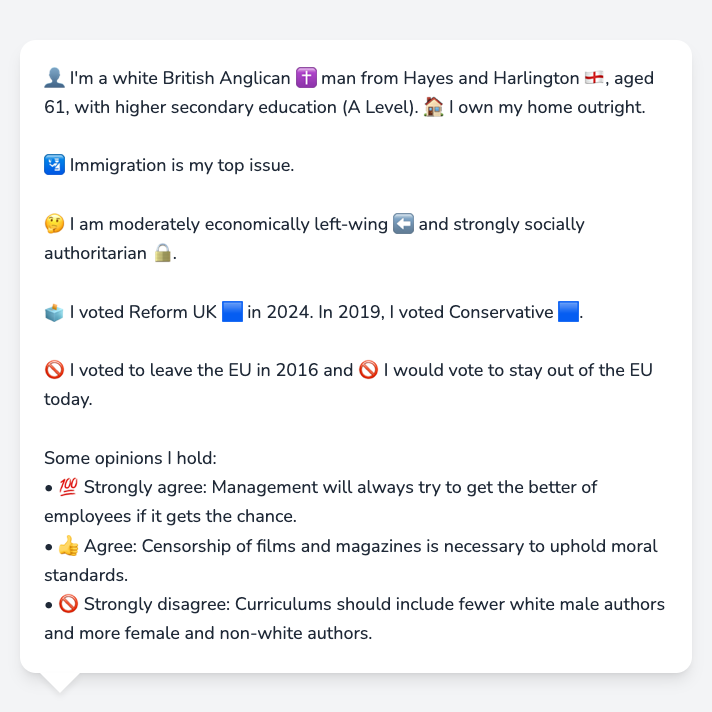 👤 I'm a white British Anglican ✝️ man from Hayes and Harlington 🏴󠁧󠁢󠁥󠁮󠁧󠁿, aged
61, with higher secondary education (A Level). 🏠 I own my home outright.
🛂 Immigration is my top issue.
🤔 I am moderately economically left-wing ⬅️ and strongly socially
authoritarian 🔒.
🗳️ I voted Reform UK 🟦 in 2024. In 2019, I voted Conservative 🟦.
🚫 I voted to leave the EU in 2016 and 🚫 I would vote to stay out of the EU
today.
Some opinions I hold:
• 💯 Strongly agree: Management will always try to get the better of
employees if it gets the chance.
• 👍 Agree: Censorship of films and magazines is necessary to uphold moral
standards.
• 🚫 Strongly disagree: Curriculums should include fewer white male authors
and more female and non-white authors.